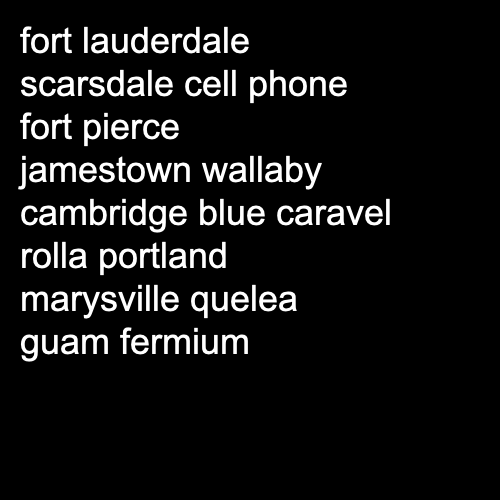 fort lauderdale
scarsdale cell phone
fort pierce
jamestown wallaby
cambridge blue caravel
rolla portland
marysville quelea
guam fermium